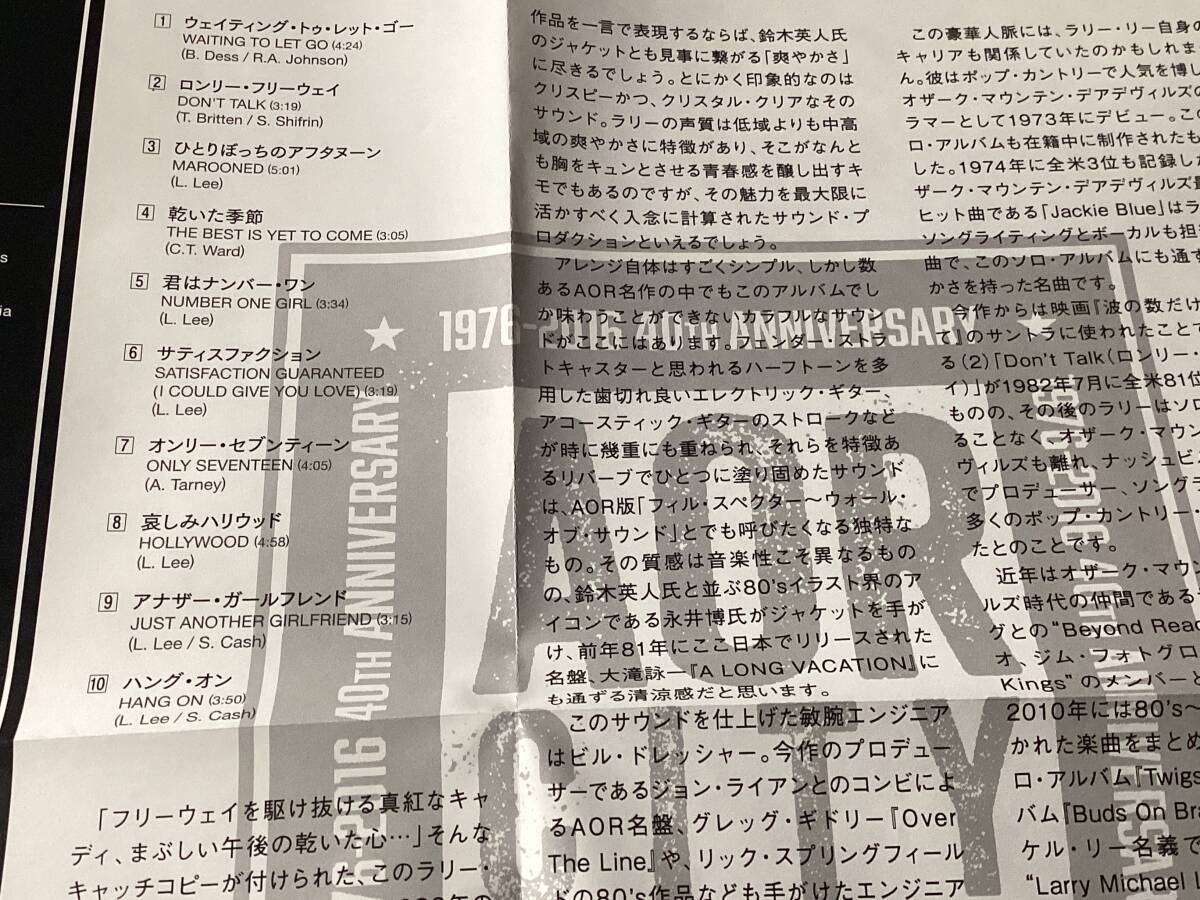 1 ウェイティング・トゥ・レット・ゴー
WAITING TO LET GO (4:24)
(B. Dess / R.A. Johnson)
2 ロンリー・フリーウェイ
DON'T TALK (3:19)
(T. Britten / S. Shifrin)
3 ひとりぼっちのアフタヌーン
MAROONED (5:01)
(L. Lee)
4 乾いた季節
THE BEST IS YET TO COME (3:05)
(C.T. Ward)
5 君はナンバー・ワン
NUMBER ONE GIRL (3:34)
(L. Lee)
6 サティスファクション
SATISFACTION GUARANTEED
(I COULD GIVE YOU LOVE) (3:19)
(L. Lee)
7 オンリー・セブンティーン
ONLY SEVENTEEN (4:05)
(A. Tarney)
8 哀しみハリウッド
HOLLYWOOD (4:58)
(L. Lee)
9 アナザー・ガールフレンド
JUST ANOTHER GIRLFRIEND (3:15)
(L. Lee / S. Cash)
10 ハング・オン
HANG ON (3:50)
(L. Lee / S. Cash)
「フリーウェイを駆け抜ける真紅なキャ
ディ、まぶしい午後の乾いた心…」そんな
キャッチコピーが付けられた、このラリー・
作品を一言で表現するならば、鈴木英人氏
のジャケットとも見事に繋がる「爽やかさ」
に尽きるでしょう。とにかく印象的なのは
クリスピーかつ、クリスタル・クリアなその
サウンド。ラリーの声質は低域よりも中高
域の爽やかさに特徴があり、そこがなんと
も胸をキュンとさせる青春感を醸し出すキ
モでもあるのですが、その魅力を最大限に
活かすべく入念に計算されたサウンド・プ
ロダクションといえるでしょう。
アレンジ自体はすごくシンプル、しかし数
あるAOR名作の中でもこのアルバムでし
か味わうことができないカラフルなサウン
ドがここにはあります。フェンダー・ストラ
トキャスターと思われるハーフトーンを多
用した歯切れ良いエレクトリック・ギター、
アコースティック・ギターのストロークなど
が時に幾重にも重ねられ、それらを特徴あ
るリバーブでひとつに塗り固めたサウンド
は、AOR版「フィル・スペクター〜ウォール・
オブ・サウンド」とでも呼びたくなる独特な
もの。その質感は音楽性こそ異なるもの
の、鈴木英人氏と並ぶ80'sイラスト界のア
イコンである永井博氏がジャケットを手が
け、前年81年にここ日本でリリースされた
名盤、大滝詠一『A LONG VACATION』に
も通ずる清涼感だと思います。
このサウンドを仕上げた敏腕エンジニア
はビル・ドレッシャー。今作のプロデュー
サーであるジョン・ライアンとのコンビによ
るAOR名盤、グレッグ・ギドリー『Over
The Line』や、リック・スプリングフィール
ドの80's作品なども手がけたエンジニア
この豪華人脈には、ラリー・リー自身の
キャリアも関係していたのかもしれませ
ん。彼はポップ・カントリーで人気を博し
オザーク・マウンテン・デアデヴィルズの
ラマーとして1973年にデビュー。この
ロ・アルバムも在籍中に制作されたも
した。1974年に全米3位も記録した
ザーク・マウンテン・デアデヴィルズ最
ヒット曲である「Jackie Blue」はラ
ソングライティングとボーカルも担
曲で、このソロ・アルバムにも通ず
かさを持った名曲です。
今作からは映画『波の数だけ
て』のサントラに使われたこと
る(2)「Don't Talk(ロンリー・
イ)」が1982年7月に全米81位
ものの、その後のラリーはソロ
ることなく、オザーク・マウン
ヴィルズも離れ、ナッシュビ
でプロデューサー、ソングラ
多くのポップ・カントリー・
たとのことです。
近年はオザーク・マウン
ルズ時代の仲間である
グとの"Beyond Read
オ、ジム・フォトグロ
Kings"のメンバーと
2010年には80's〜
かれた楽曲をまとめ
ロ・アルバム『Twigs
バム『Buds On Bra
ケル・リー名義で
"Larry Michael L
1976-2016 40TH ANNIVERSARY
AOR
CITY